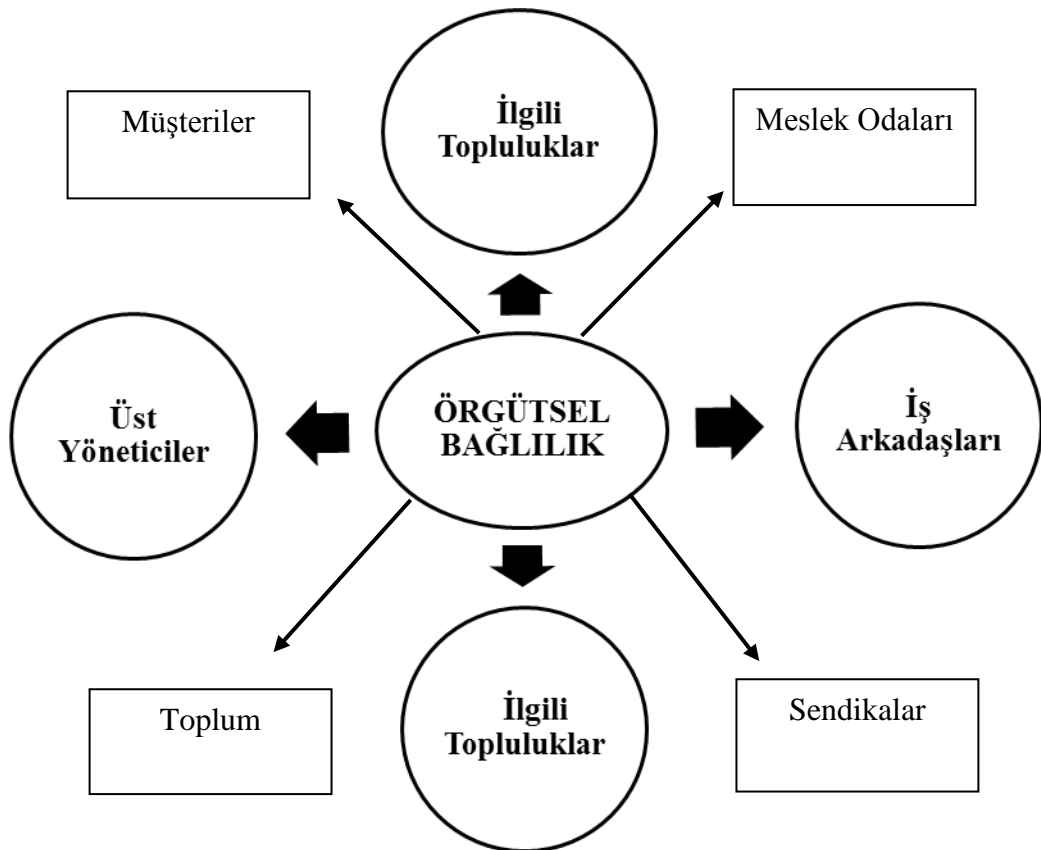 Müşteriler
İlgili
Topluluklar
Meslek Odaları
Üst
Yöneticiler
ÖRGÜTSEL
BAĞLILIK
İş
Arkadaşları
Toplum
İlgili
Topluluklar
Sendikalar